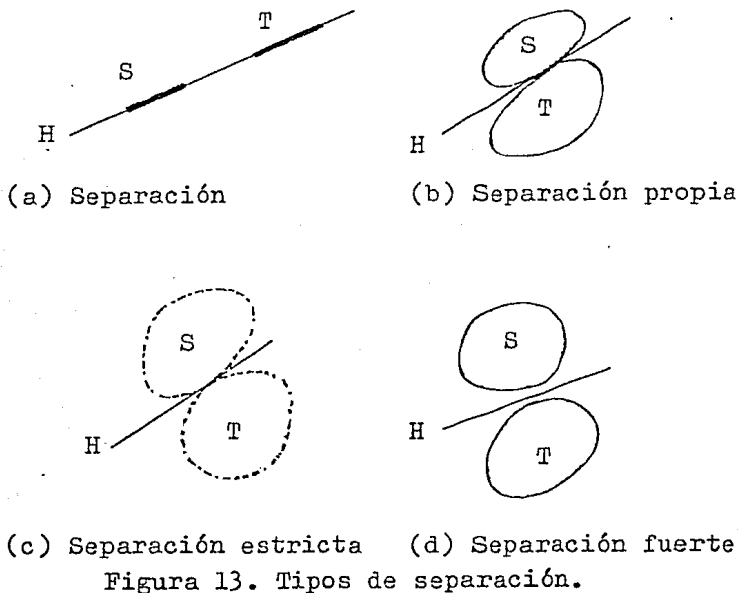 T
S
H
(a) Separación
S
T
H
(b) Separación propia
S
T
H
(c) Separación estricta
S
H
T
(d) Separación fuerte
Figura 13. Tipos de separación.